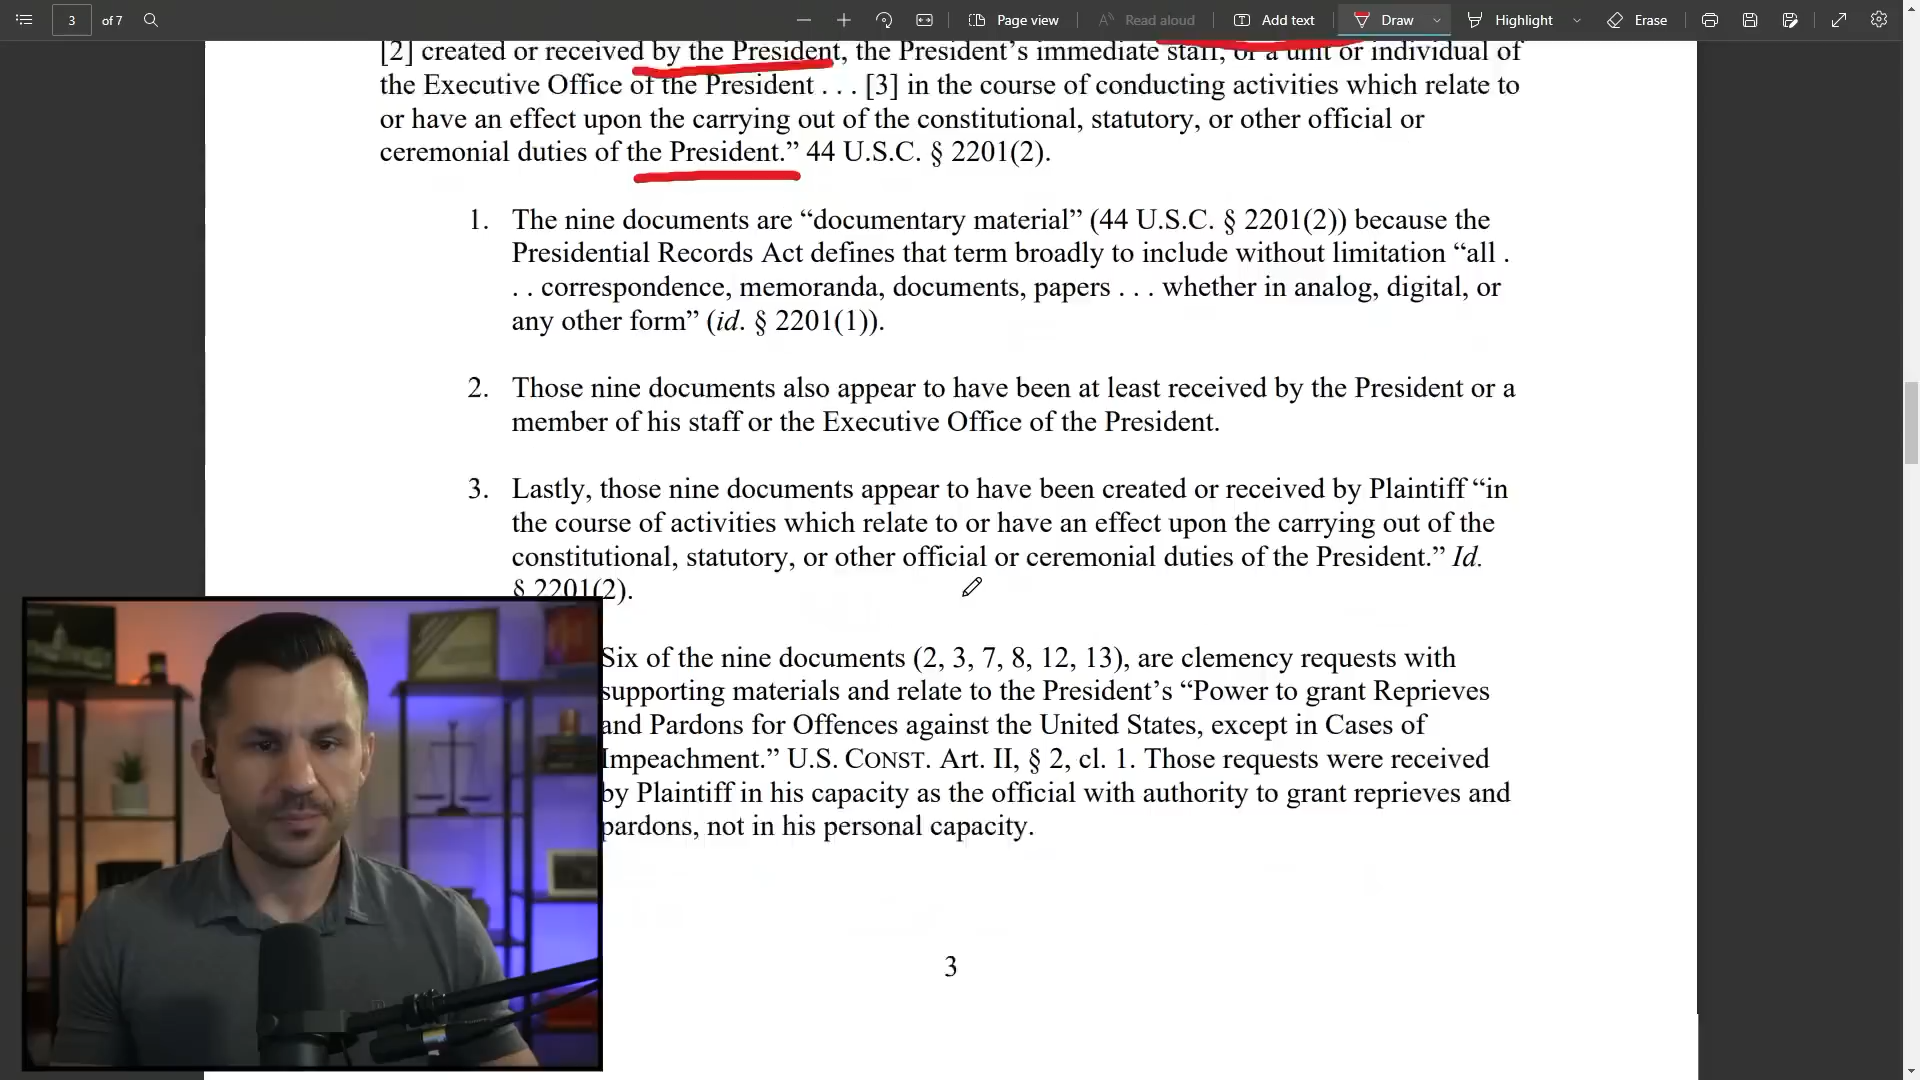 3 of 7 Page view Read aloud Add text Draw Highlight Erase
[2] created or received by the President, the President’s immediate staff, or a unit or individual of
the Executive Office of the President . . . [3] in the course of conducting activities which relate to
or have an effect upon the carrying out of the constitutional, statutory, or other official or
ceremonial duties of the President.” 44 U.S.C. § 2201(2).
1. The nine documents are “documentary material” (44 U.S.C. § 2201(2)) because the
Presidential Records Act defines that term broadly to include without limitation “all .
. . correspondence, memoranda, documents, papers . . . whether in analog, digital, or
any other form” (id. § 2201(1)).
2. Those nine documents also appear to have been at least received by the President or a
member of his staff or the Executive Office of the President.
3. Lastly, those nine documents appear to have been created or received by Plaintiff “in
the course of activities which relate to or have an effect upon the carrying out of the
constitutional, statutory, or other official or ceremonial duties of the President.” Id.
§ 2201(2).
Six of the nine documents (2, 3, 7, 8, 12, 13), are clemency requests with
supporting materials and relate to the President’s “Power to grant Reprieves
and Pardons for Offences against the United States, except in Cases of
Impeachment.” U.S. CONST. Art. II, § 2, cl. 1. Those requests were received
by Plaintiff in his capacity as the official with authority to grant reprieves and
pardons, not in his personal capacity.
3